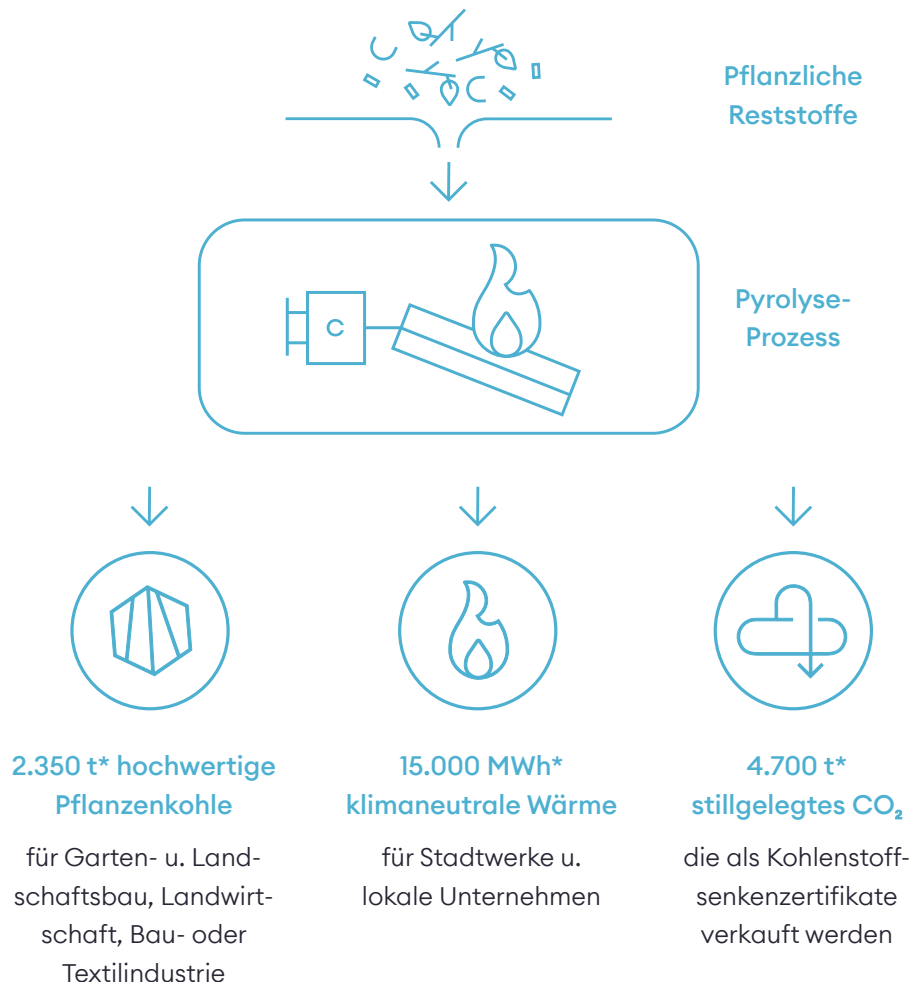 Pflanzliche
Reststoffe
Pyrolyse-
Prozess
C
2.350 t* hochwertige
Pflanzenkohle
für Garten- u. Land-
schaftsbau, Landwirt-
schaft, Bau- oder
Textilindustrie
15.000 MWh*
klimaneutrale Wärme
für Stadtwerke u.
lokale Unternehmen
4.700 t*
stillgelegtes CO₂
die als Kohlenstoff-
senkenzertifikate
verkauft werden